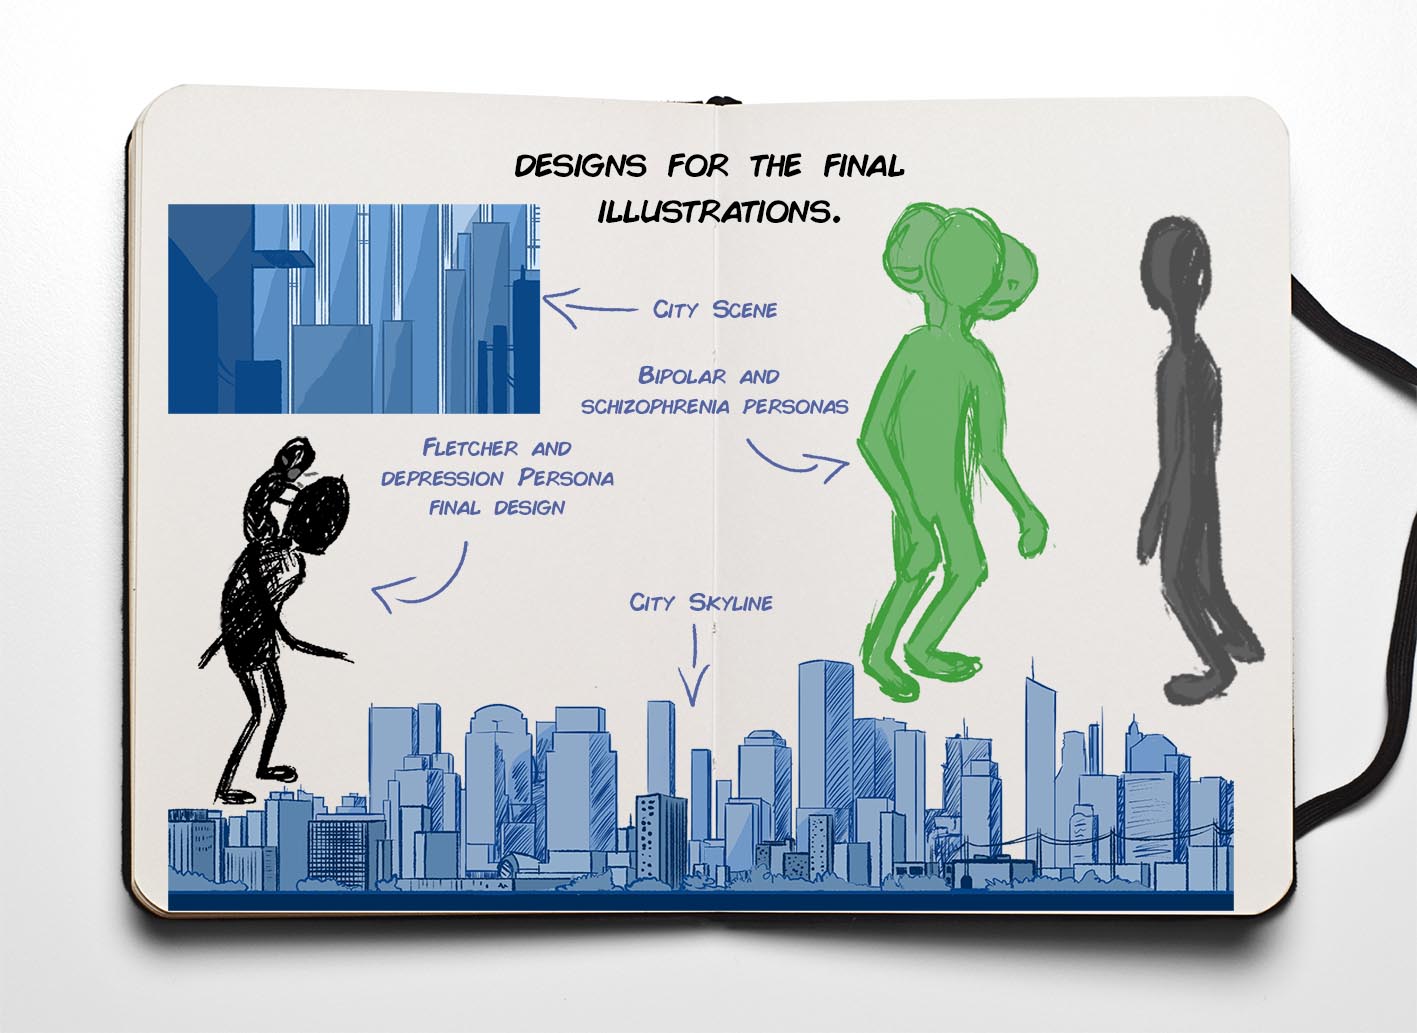 DESIGNS FOR THE FINAL
ILLUSTRATIONS.
CITY SCENE
BIPOLAR AND
SCHIZOPHRENIA PERSONAS
FLETCHER AND
DEPRESSION PERSONA
FINAL DESIGN
CITY SKYLINE